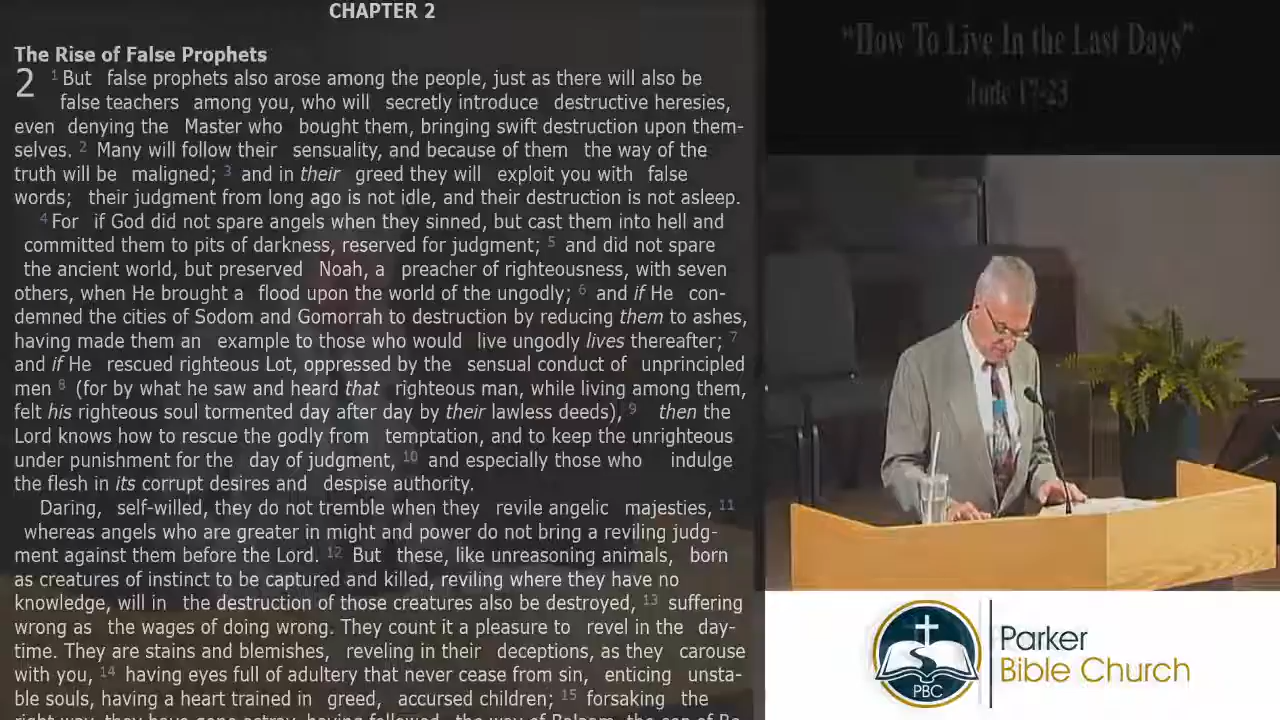 CHAPTER 2
The Rise of False Prophets
2 1 But false prophets also arose among the people, just as there will also be
false teachers among you, who will secretly introduce destructive heresies,
even denying the Master who bought them, bringing swift destruction upon them-
selves. 2 Many will follow their sensuality, and because of them the way of the
truth will be maligned; 3 and in their greed they will exploit you with false
words; their judgment from long ago is not idle, and their destruction is not asleep.
4 For if God did not spare angels when they sinned, but cast them into hell and
committed them to pits of darkness, reserved for judgment; 5 and did not spare
the ancient world, but preserved Noah, a preacher of righteousness, with seven
others, when He brought a flood upon the world of the ungodly; 6 and if He con-
demned the cities of Sodom and Gomorrah to destruction by reducing them to ashes,
having made them an example to those who would live ungodly lives thereafter; 7
and if He rescued righteous Lot, oppressed by the sensual conduct of unprincipled
men 8 (for by what he saw and heard that righteous man, while living among them,
felt his righteous soul tormented day after day by their lawless deeds), 9 then the
Lord knows how to rescue the godly from temptation, and to keep the unrighteous
under punishment for the day of judgment, 10 and especially those who indulge
the flesh in its corrupt desires and despise authority.
Daring, self-willed, they do not tremble when they revile angelic majesties, 11
whereas angels who are greater in might and power do not bring a reviling judg-
ment against them before the Lord. 12 But these, like unreasoning animals, born
as creatures of instinct to be captured and killed, reviling where they have no
knowledge, will in the destruction of those creatures also be destroyed, 13 suffering
wrong as the wages of doing wrong. They count it a pleasure to revel in the day-
time. They are stains and blemishes, reveling in their deceptions, as they carouse
with you, 14 having eyes full of adultery that never cease from sin, enticing unsta-
ble souls, having a heart trained in greed, accursed children; 15 forsaking the
right way, they have gone astray, having followed the way of Balaam, the son of Be-
"How To Live In the Last Days"
Jude 17-23
PBC
Parker
Bible Church